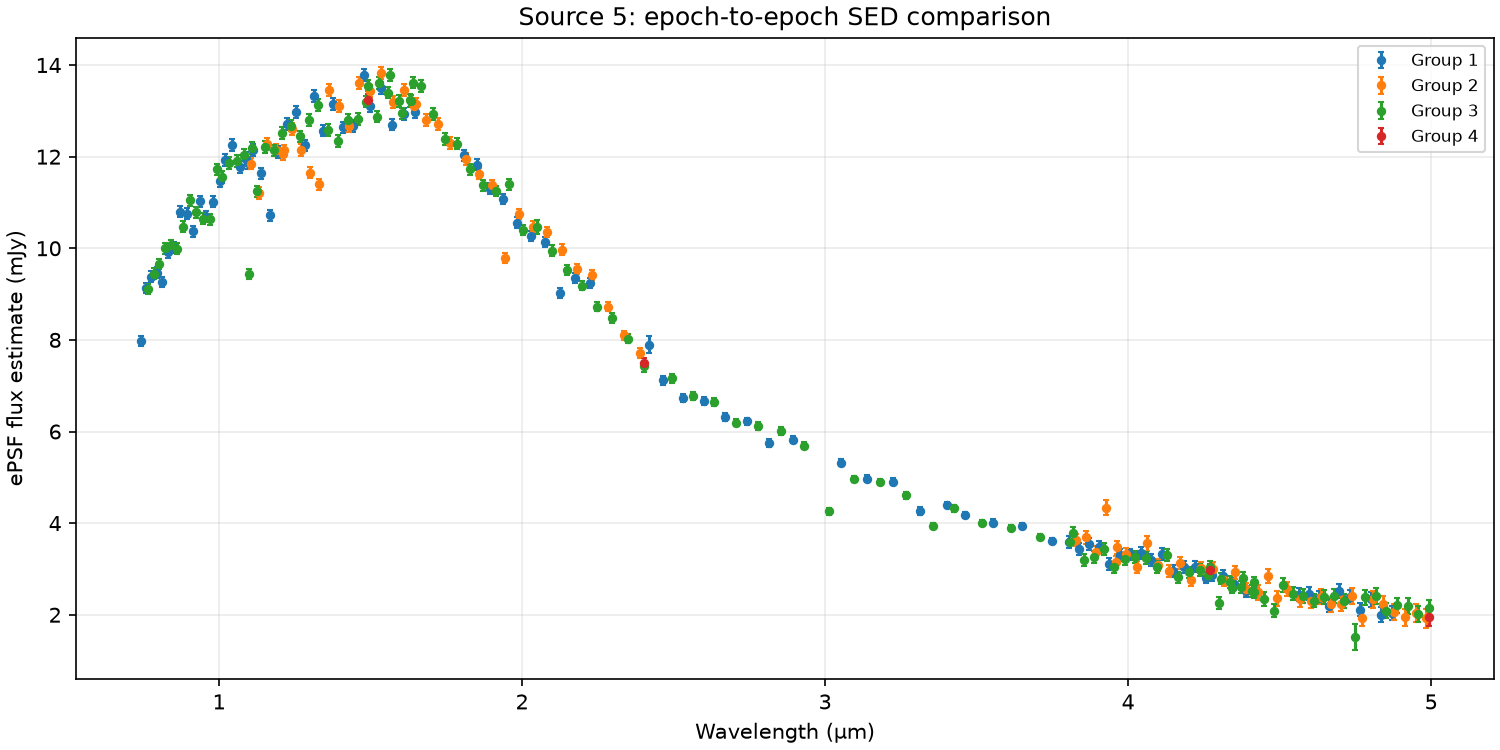 Source 5: epoch-to-epoch SED comparison
ePSF flux estimate (mJy)
14
12
10
8
6
4
2
1
2
3
4
5
Wavelength (μm)
Group 1
Group 2
Group 3
Group 4